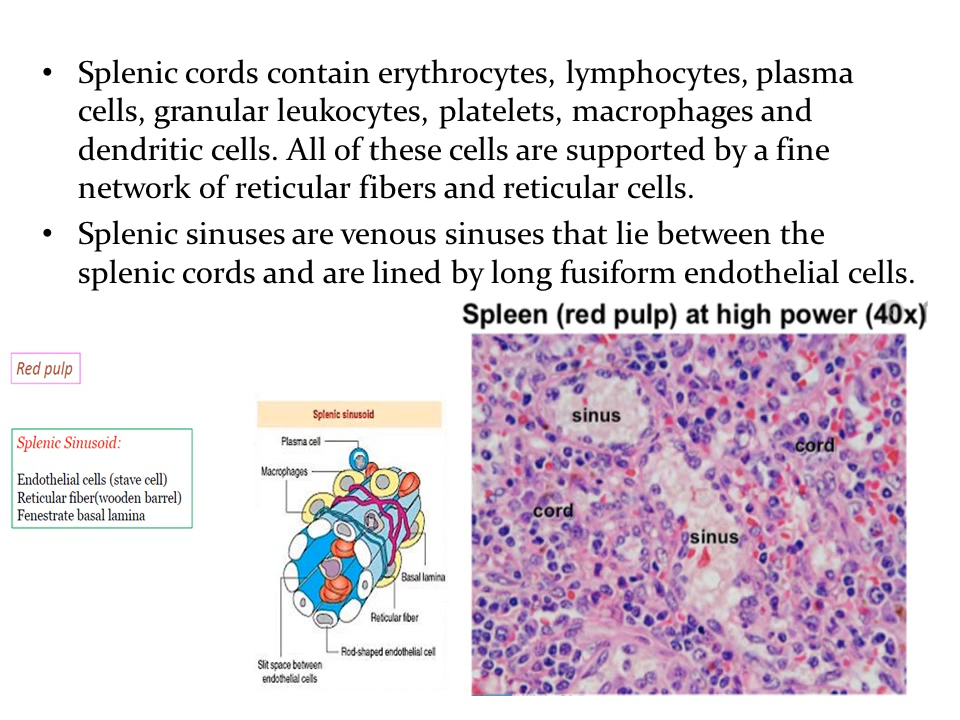 • Splenic cords contain erythrocytes, lymphocytes, plasma
cells, granular leukocytes, platelets, macrophages and
dendritic cells. All of these cells are supported by a fine
network of reticular fibers and reticular cells.
• Splenic sinuses are venous sinuses that lie between the
splenic cords and are lined by long fusiform endothelial cells.
Red pulp
Splenic Sinusoid:
Endothelial cells (stave cell)
Reticular fiber(wooden barrel)
Fenestrate basal lamina
Splenic sinusoid
Plasma cell
Macrophages
Basal lamina
Reticular fiber
Rod-shaped endothelial cell
Slit space between
endothelial cells
Spleen (red pulp) at high power (40x)
sinus
cord
cord
sinus